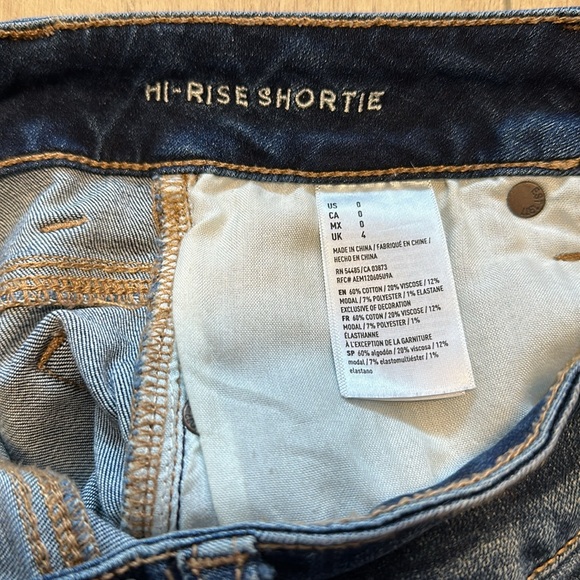 HI-RISE SHORTIE
US 0
CA 0
MX 0
UK 4
MADE IN CHINA / FABRIQUÉ EN CHINE /
HECHO EN CHINA
RN 54485/CA 03873
RFC# AEM120605U9A
EN 60% COTTON / 20% VISCOSE / 12%
MODAL / 7% POLYESTER / 1% ELASTANE
EXCLUSIVE OF DECORATION
FR 60% COTON / 20% VISCOSE / 12%
MODAL / 7% POLYESTER / 1%
ÉLASTHANNE
À L'EXCEPTION DE LA GARNITURE
SP 60% algodón / 20% viscosa / 12%
modal / 7% elastomultiéster / 1%
elastano